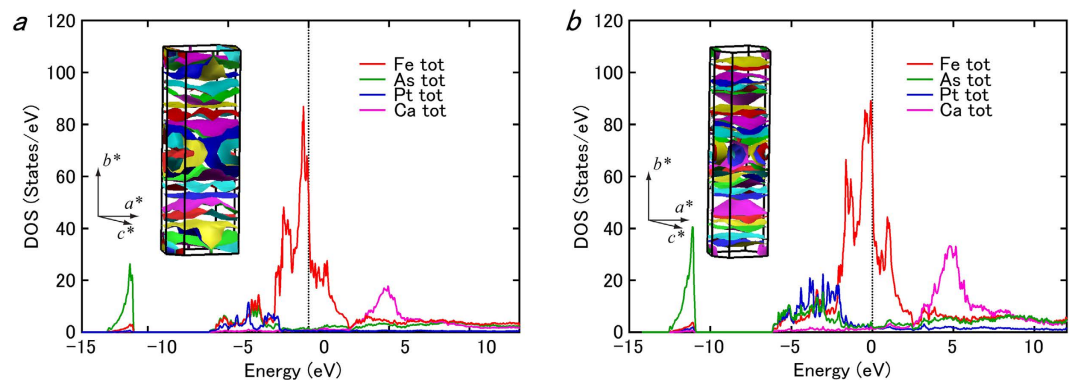 a
120
100
80
60
40
20
0
DOS (States/eV)
Fe tot
As tot
Pt tot
Ca tot
b*
a*
c*
−15 −10 −5 0 5 10
Energy (eV)
b
120
100
80
60
40
20
0
DOS (States/eV)
Fe tot
As tot
Pt tot
Ca tot
b*
a*
c*
−15 −10 −5 0 5 10
Energy (eV)